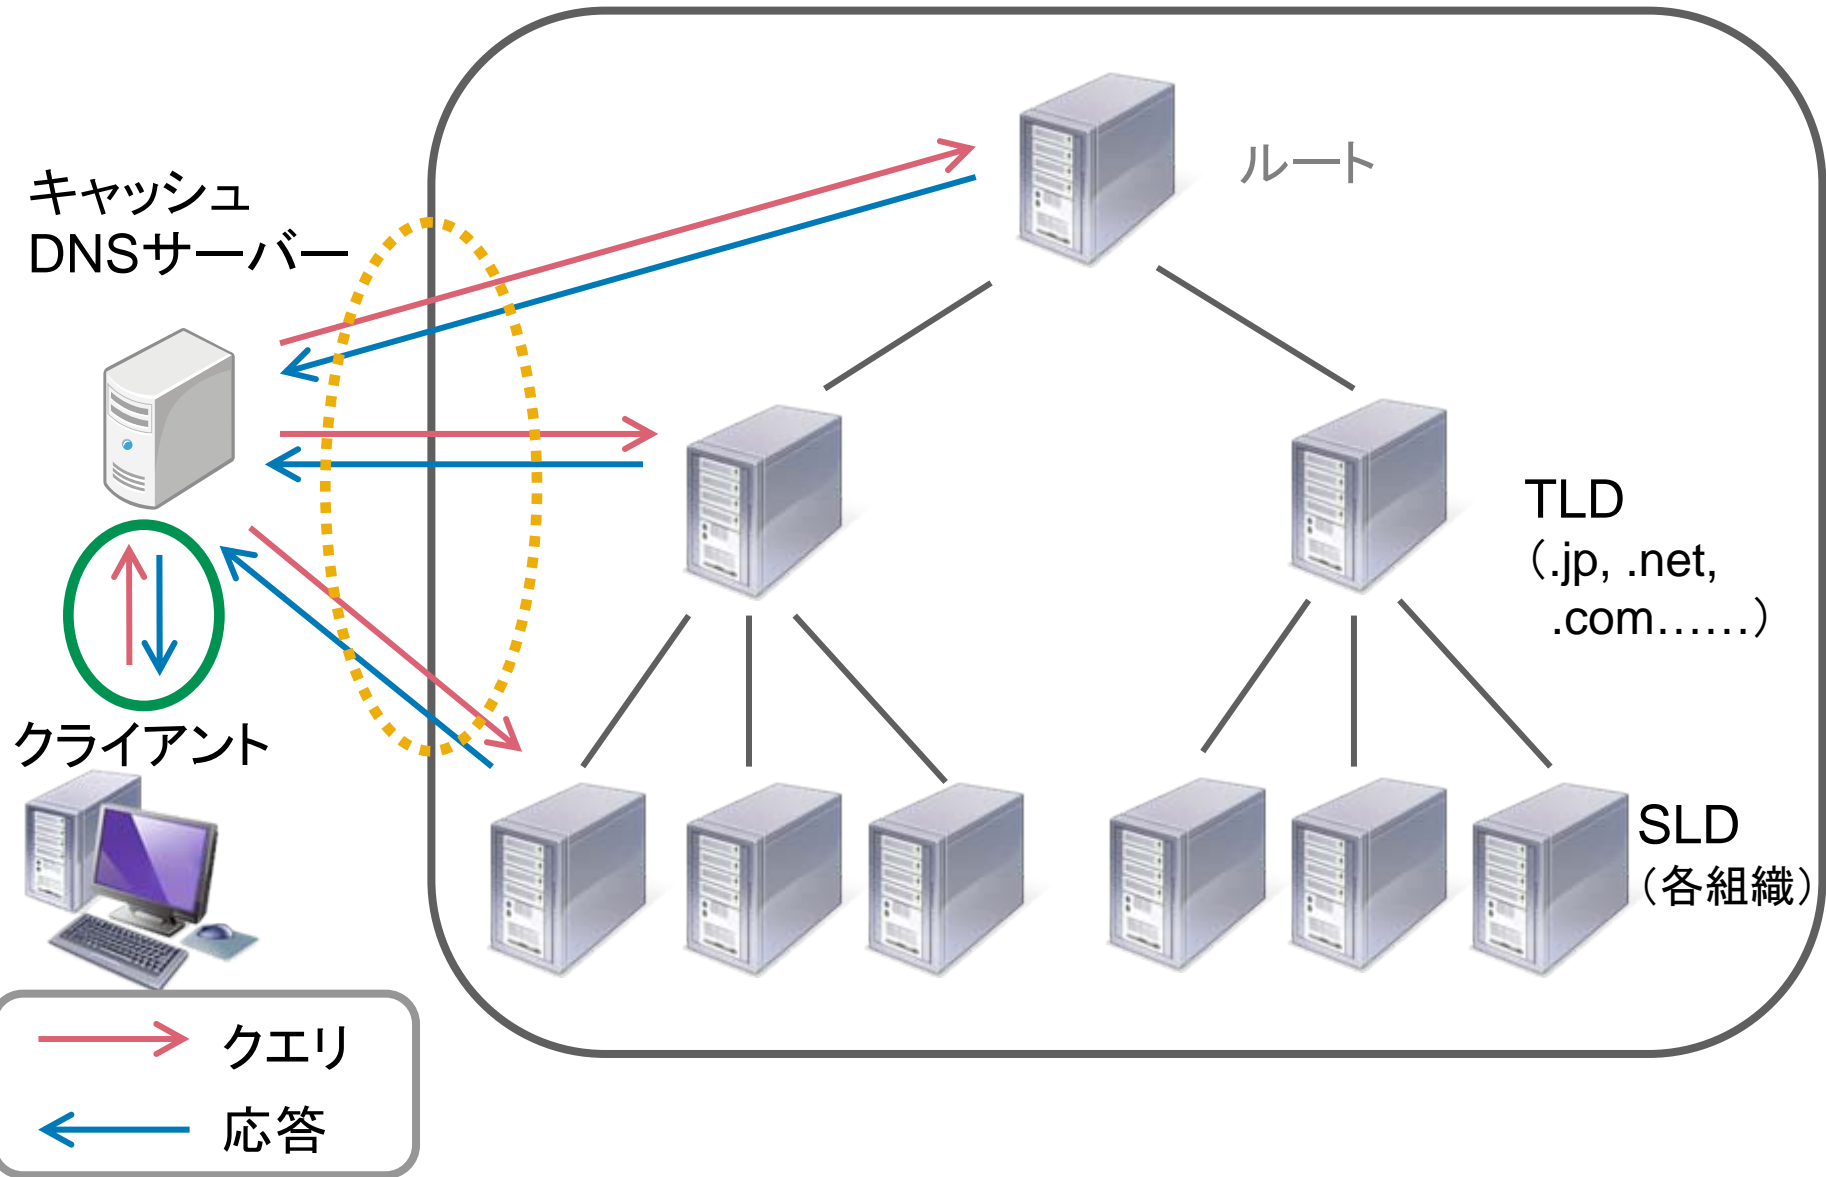 キャッシュ
DNSサーバー
ルート
TLD
（.jp, .net,
.com……）
クライアント
SLD
（各組織）
クエリ
応答